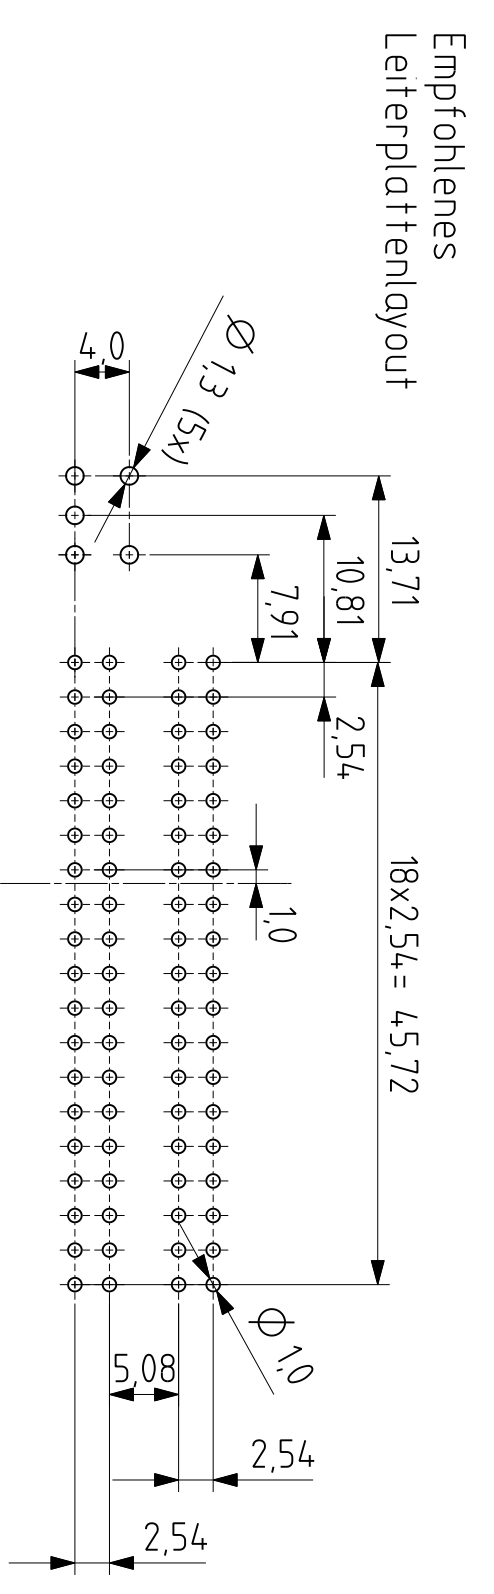 Empfohlenes
Leiterplattenlayout
4,0
Ø 1,3 (5x)
13,71
10,81
7,91
2,54
18x2,54= 45,72
1,0
Ø 1,0
5,08
2,54
2,54